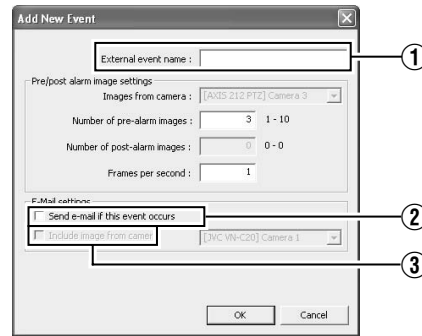 Add New Event
External event name :
①
Pre/post alarm image settings
Images from camera : [AXIS 212 PTZ] Camera 3
Number of pre-alarm images : 3 1 - 10
Number of post-alarm images : 0 0 - 0
Frames per second : 1
E-Mail settings
Send e-mail if this event occurs
②
Include image from camer [JVC VN-C20] Camera 1
③
OK Cancel